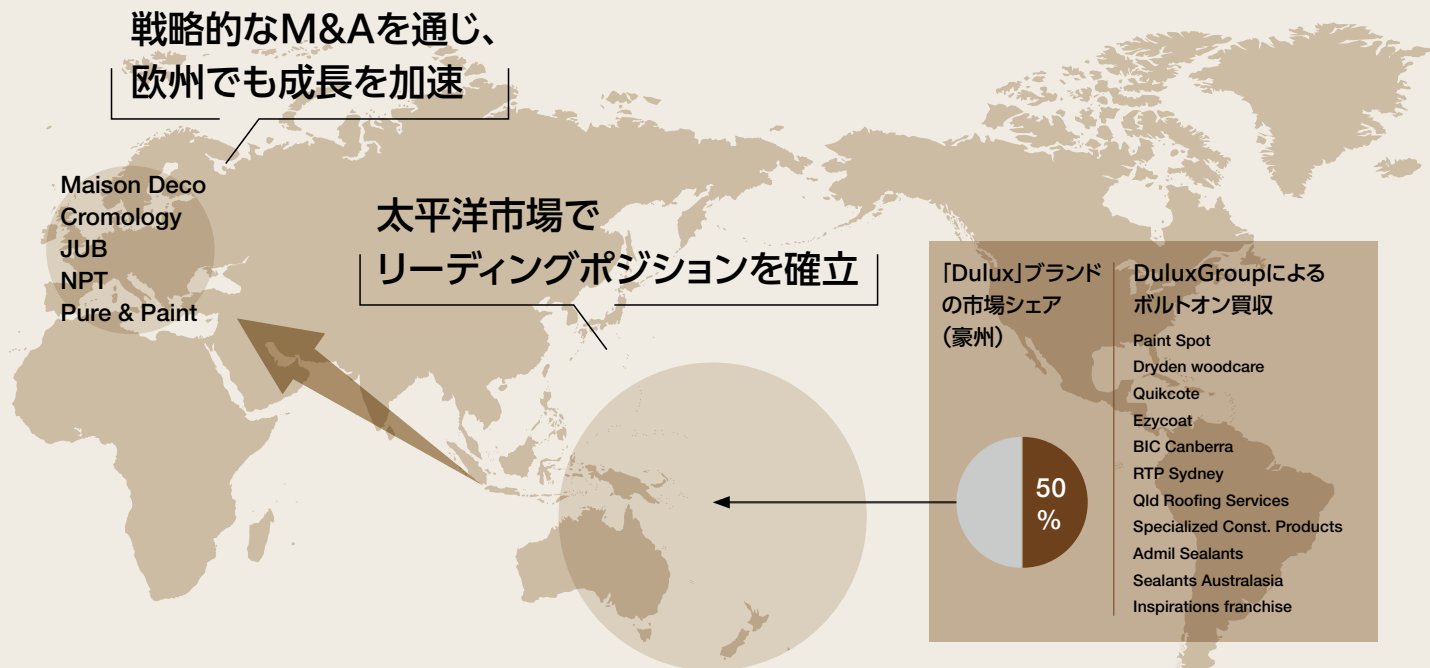 戦略的なM&Aを通じ、
欧州でも成長を加速
Maison Deco
Cromology
JUB
NPT
Pure & Paint
太平洋市場で
リーディングポジションを確立
「Dulux」ブランド
の市場シェア
（豪州）
50
%
DuluxGroupによる
ボルトオン買収
Paint Spot
Dryden woodcare
Quikcote
Ezycoat
BIC Canberra
RTP Sydney
Qld Roofing Services
Specialized Const. Products
Admil Sealants
Sealants Australasia
Inspirations franchise